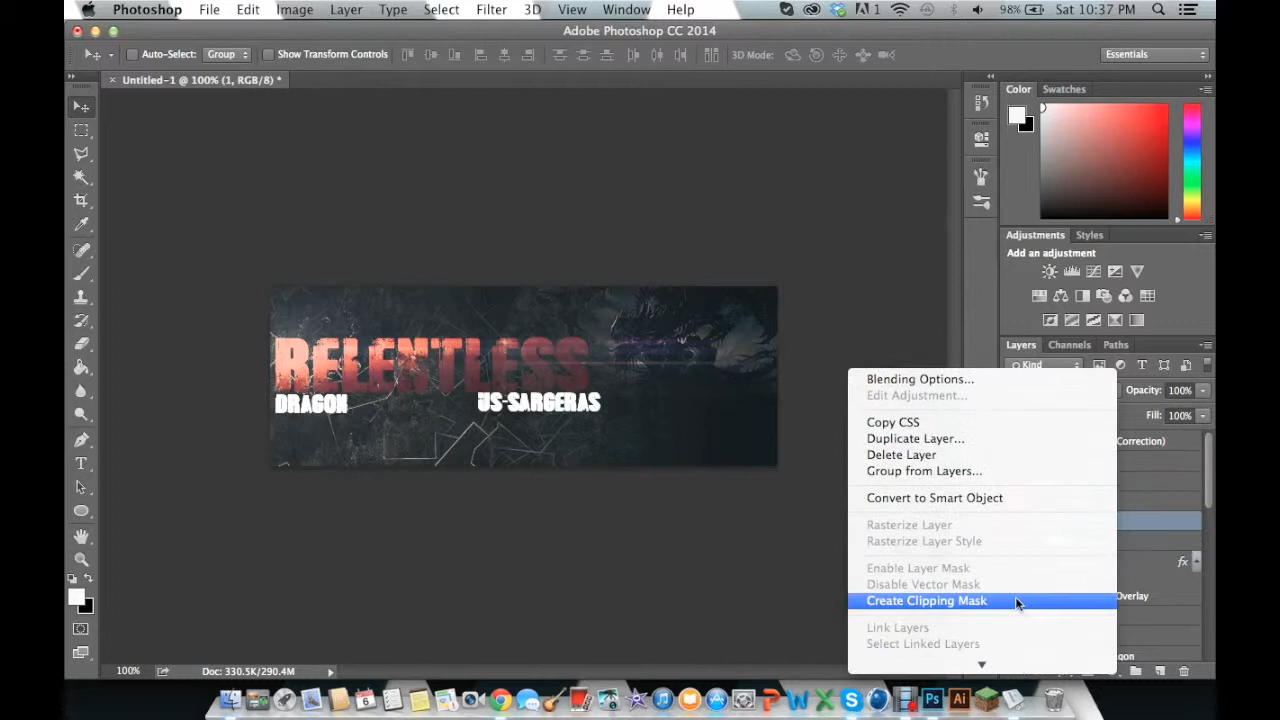 Photoshop File Edit Image Layer Type Select Filter 3D View Window Help 1 98% Sat 10:37 PM
Adobe Photoshop CC 2014
Auto-Select: Group Show Transform Controls 3D Mode: Essentials
Untitled-1 @ 100% (1, RGB/8) *
Color Swatches
Adjustments Styles
Add an adjustment
Layers Channels Paths
Kind
Opacity: 100%
Fill: 100%
Correction)
fx
Overlay
RELENTLESS
DRAGON US-SARGERAS
Blending Options...
Edit Adjustment...
Copy CSS
Duplicate Layer...
Delete Layer
Group from Layers...
Convert to Smart Object
Rasterize Layer
Rasterize Layer Style
Enable Layer Mask
Disable Vector Mask
Create Clipping Mask
Link Layers
Select Linked Layers
100% Doc: 330.5K/290.4M